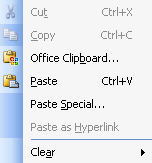 Cut Ctrl+X
Copy Ctrl+C
Office Clipboard...
Paste Ctrl+V
Paste Special...
Paste as Hyperlink
Clear